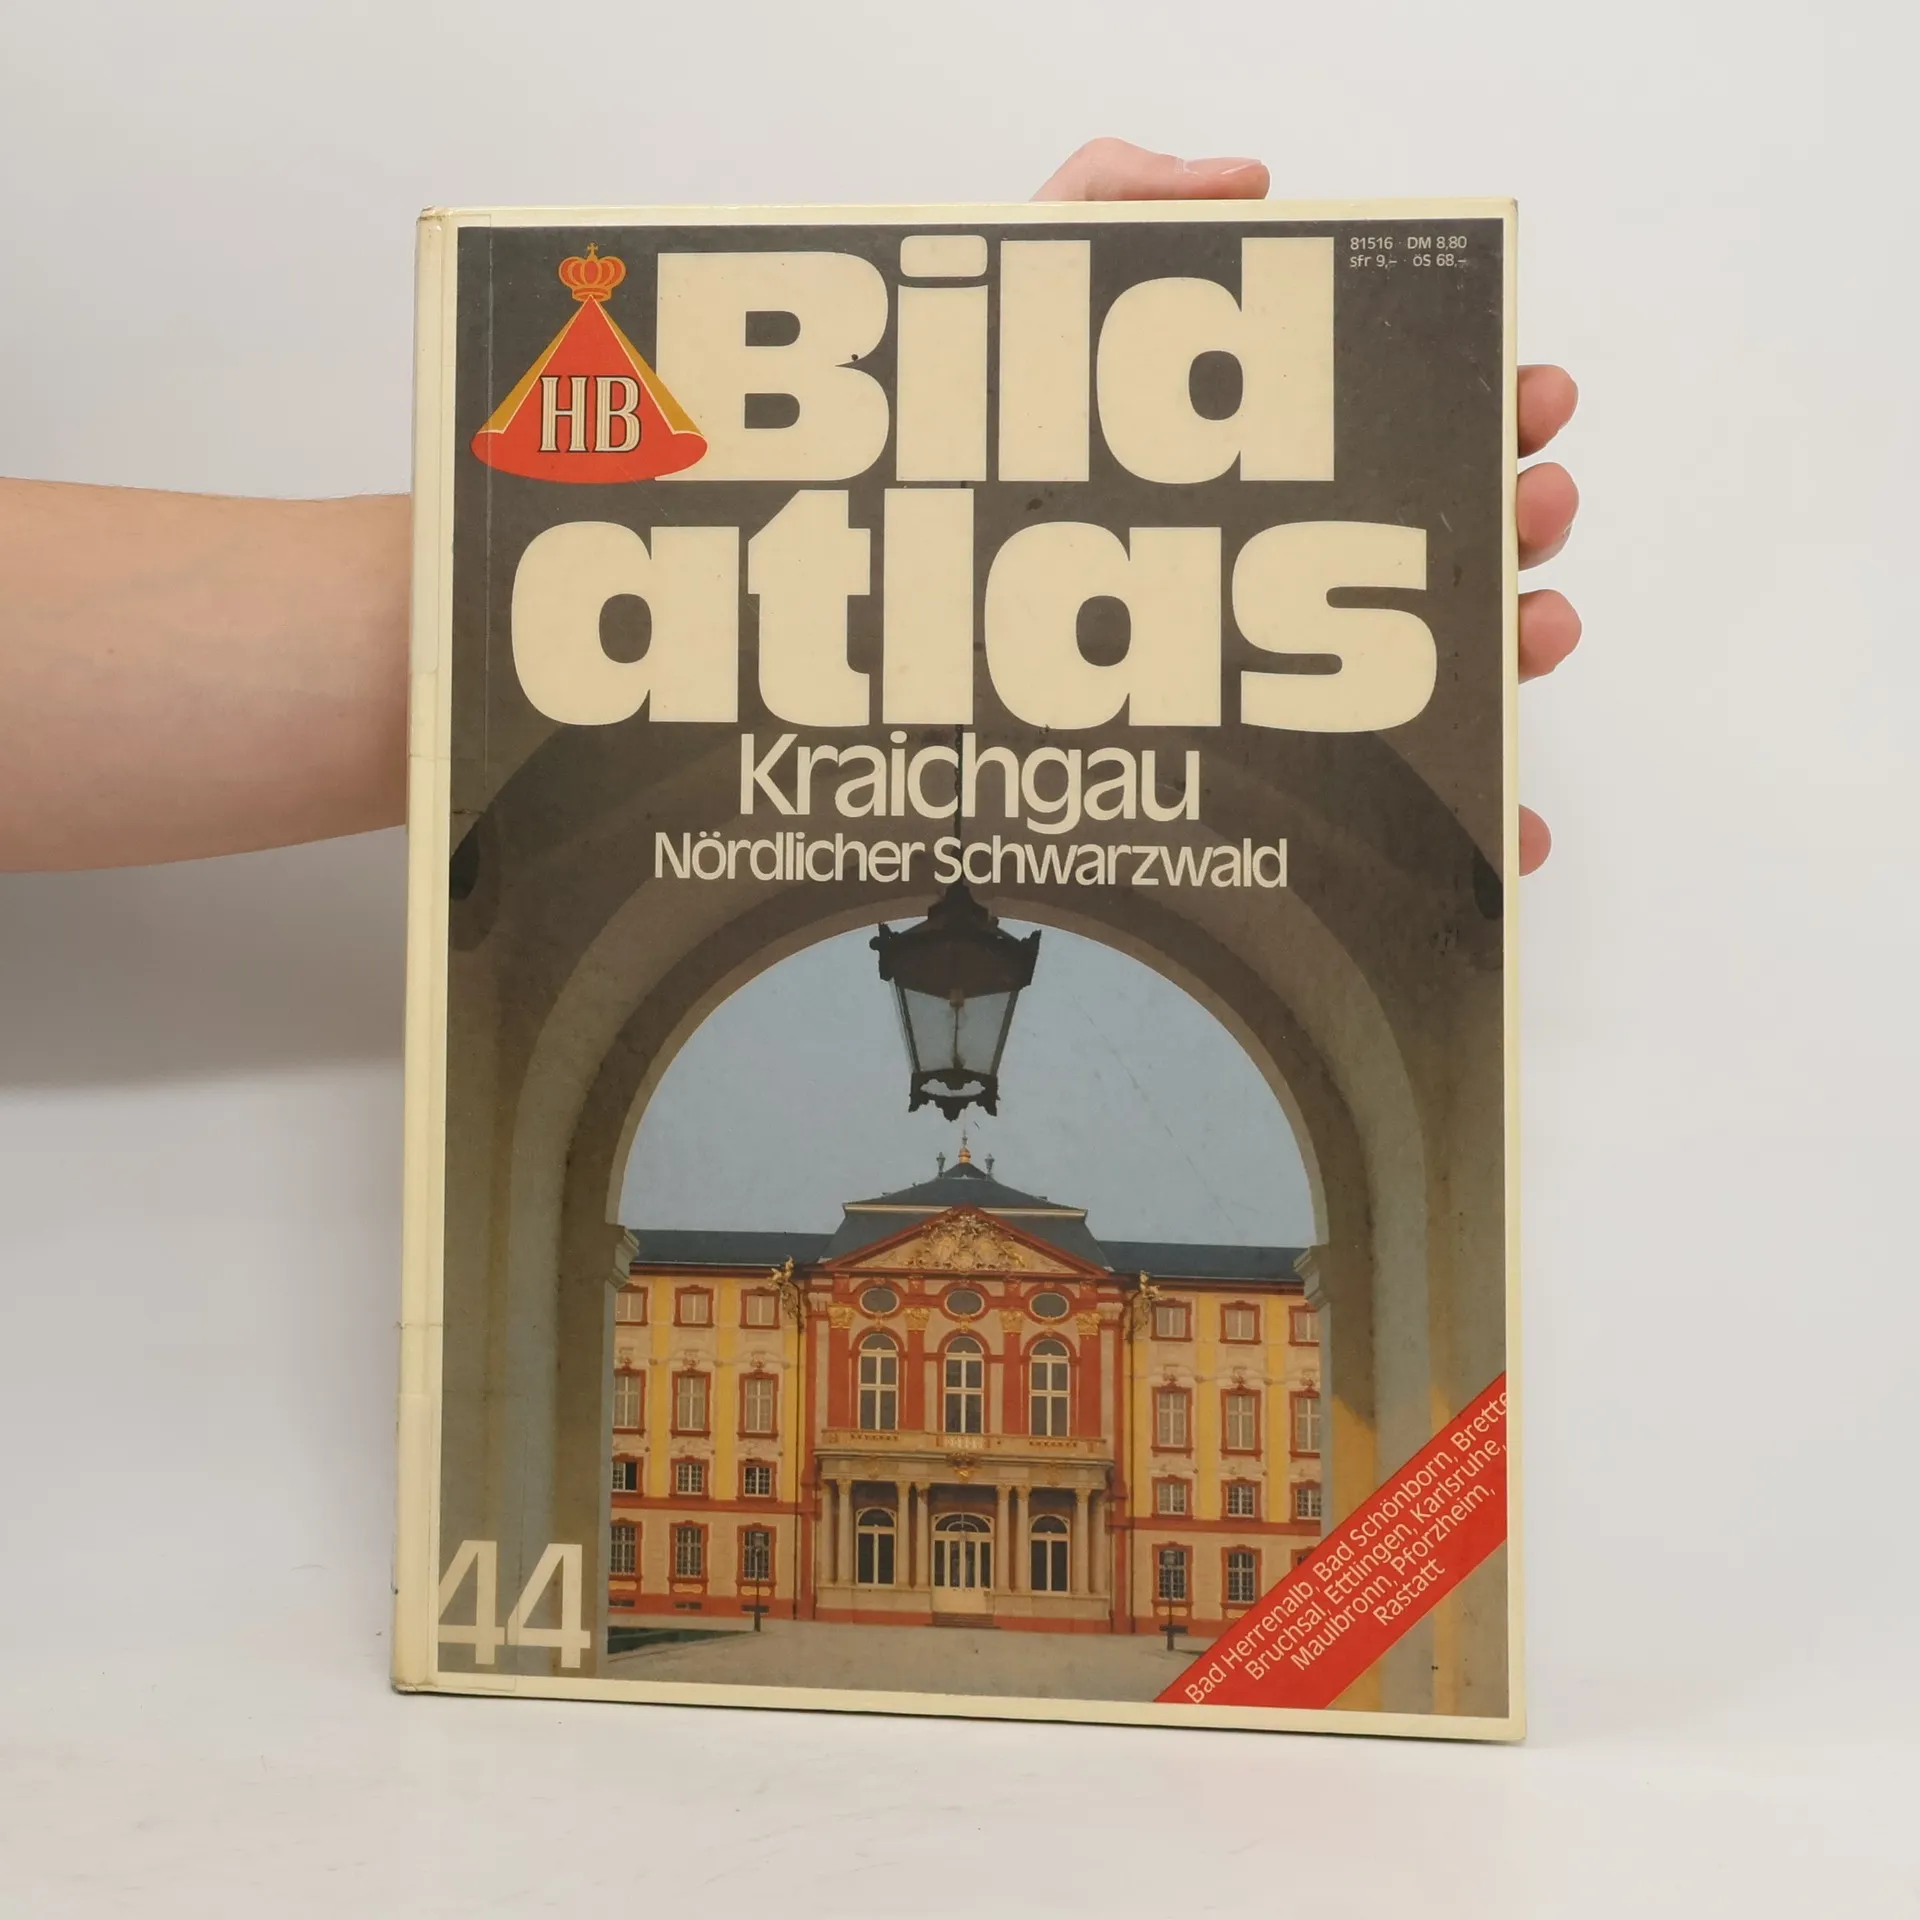 81516 · DM 8,80
sfr 9,– · öS 68,–
HB
Bild
atlas
Kraichgau
Nördlicher Schwarzwald
44
Bad Herrenalb, Bad Schönborn, Brette
Bruchsal, Ettlingen, Karlsruhe,
Maulbronn, Pforzheim,
Rastatt